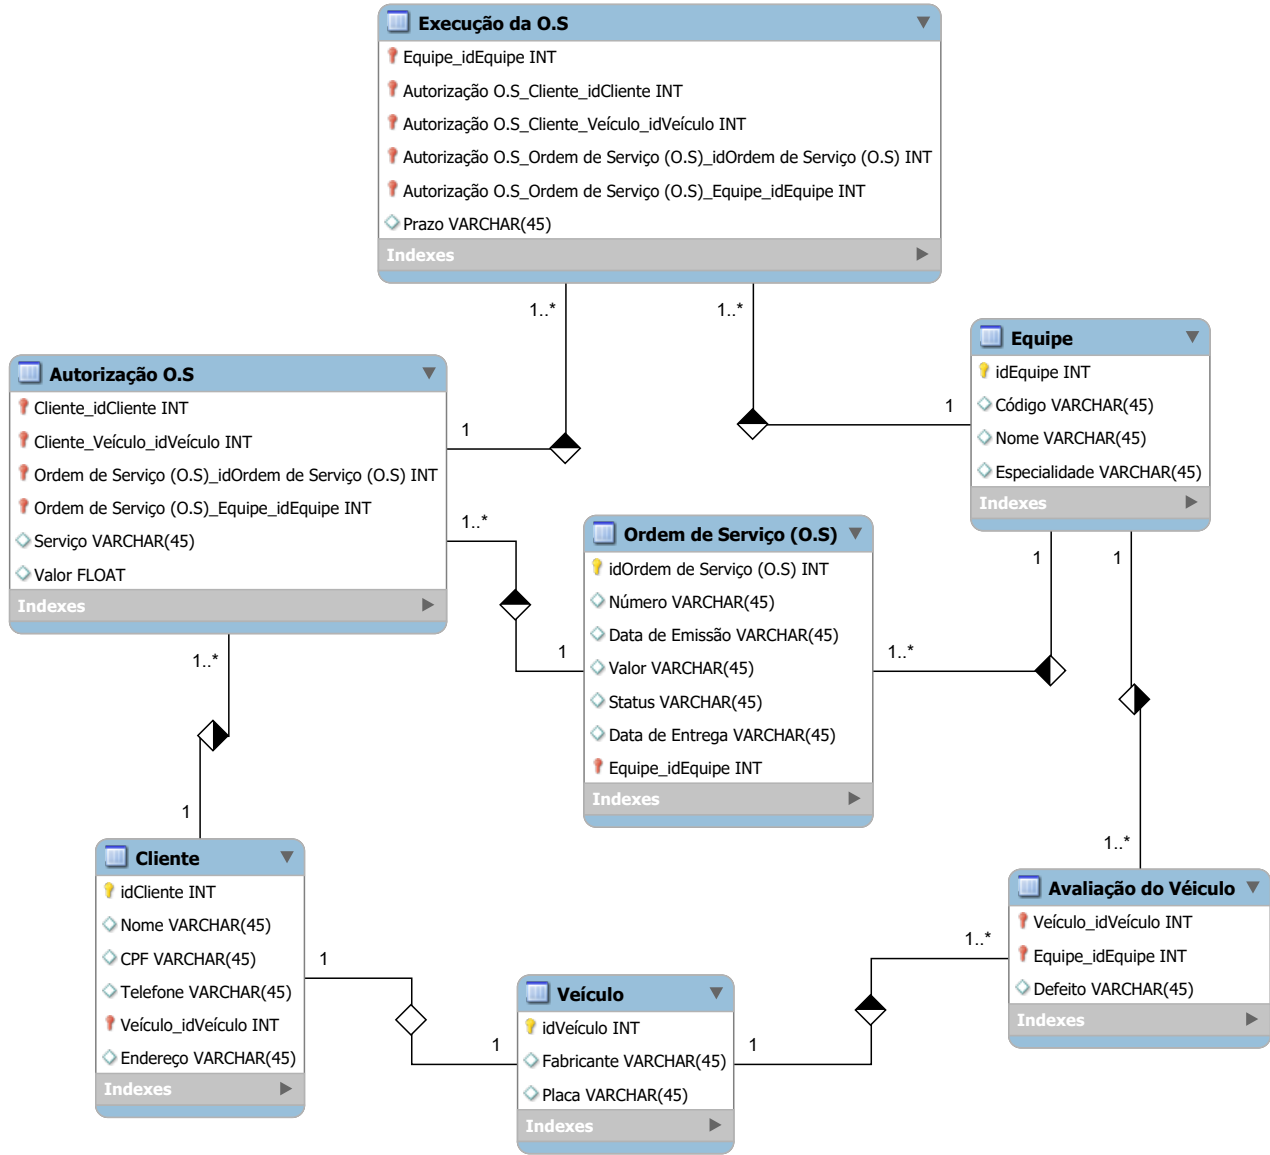 Execução da O.S
Equipe_idEquipe INT
Autorização O.S_Cliente_idCliente INT
Autorização O.S_Cliente_Veículo_idVeículo INT
Autorização O.S_Ordem de Serviço (O.S)_idOrdem de Serviço (O.S) INT
Autorização O.S_Ordem de Serviço (O.S)_Equipe_idEquipe INT
Prazo VARCHAR(45)
Indexes
1..*
1..*
Equipe
idEquipe INT
Código VARCHAR(45)
Nome VARCHAR(45)
Especialidade VARCHAR(45)
Indexes
1
1
1
Autorização O.S
Cliente_idCliente INT
Cliente_Veículo_idVeículo INT
Ordem de Serviço (O.S)_idOrdem de Serviço (O.S) INT
Ordem de Serviço (O.S)_Equipe_idEquipe INT
Serviço VARCHAR(45)
Valor FLOAT
Indexes
1
1..*
1..*
Ordem de Serviço (O.S)
idOrdem de Serviço (O.S) INT
Número VARCHAR(45)
Data de Emissão VARCHAR(45)
Valor VARCHAR(45)
Status VARCHAR(45)
Data de Entrega VARCHAR(45)
Equipe_idEquipe INT
Indexes
1
1..*
1
Cliente
idCliente INT
Nome VARCHAR(45)
CPF VARCHAR(45)
Telefone VARCHAR(45)
Veículo_idVeículo INT
Endereço VARCHAR(45)
Indexes
1
1
Veículo
idVeículo INT
Fabricante VARCHAR(45)
Placa VARCHAR(45)
Indexes
1
1..*
1..*
Avaliação do Véiculo
Veículo_idVeículo INT
Equipe_idEquipe INT
Defeito VARCHAR(45)
Indexes